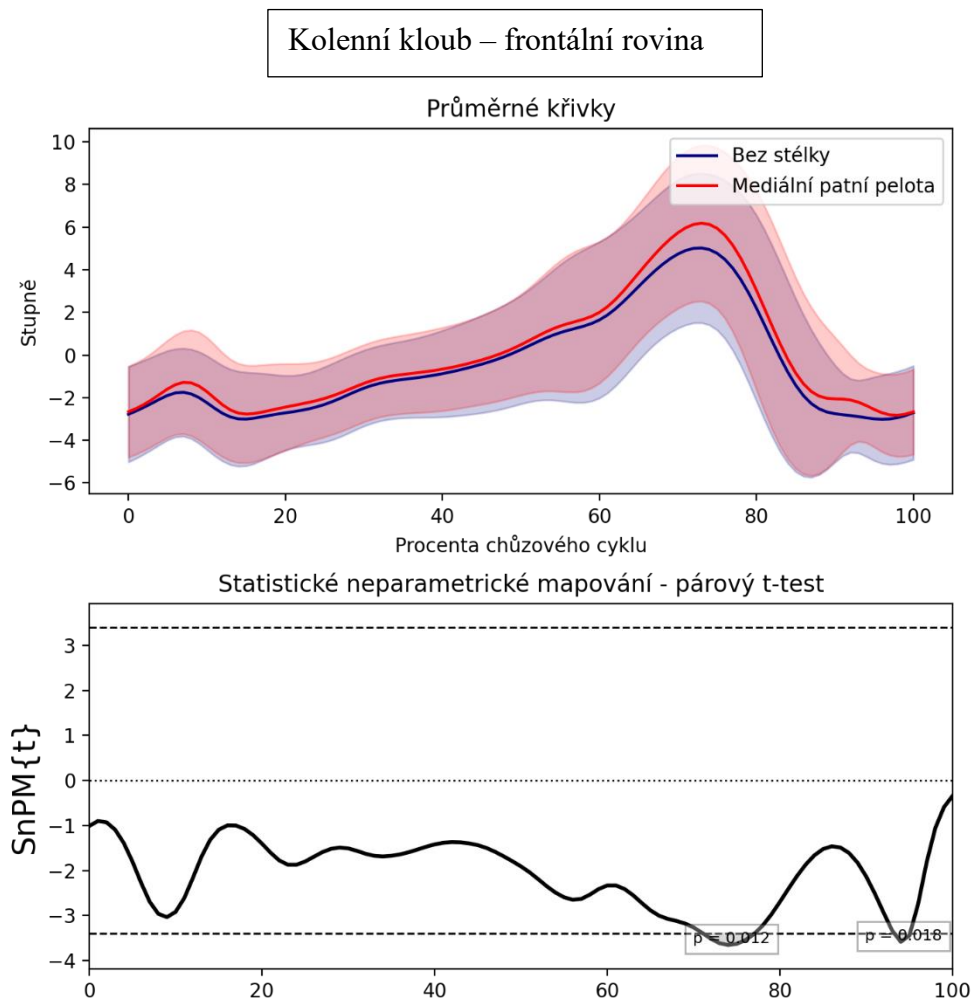 Kolenní kloub – frontální rovina
Průměrné křivky
Bez stélky
Mediální patní pelota
Stupně
10
8
6
4
2
0
−2
−4
−6
0 20 40 60 80 100
Procenta chůzového cyklu
Statistické neparametrické mapování - párový t-test
SnPM{t}
3
2
1
0
−1
−2
−3
−4
p = 0.012
p = 0.018
0 20 40 60 80 100